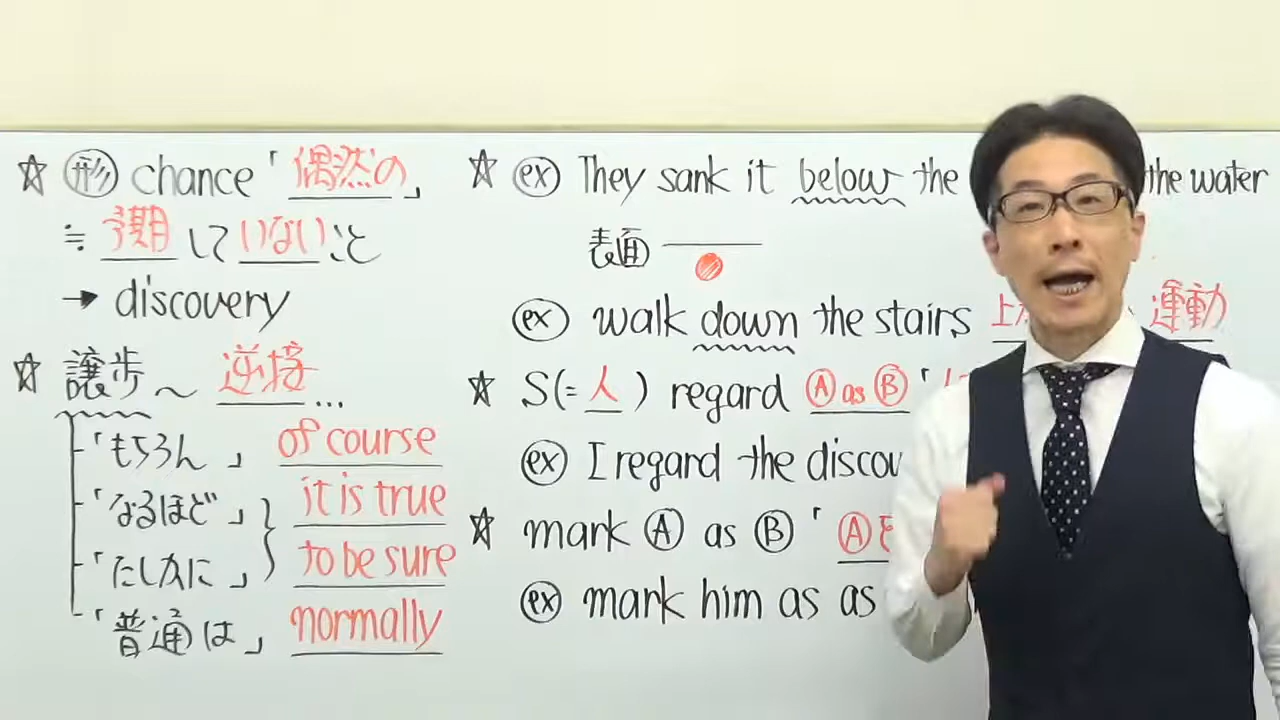 ☆ 形 chance「偶然の」
≒ 予期していないこと
→ discovery
☆ 譲歩〜 逆接...
「もちろん」 of course
「なるほど」 it is true
「たしかに」 to be sure
「普通は」 normally
☆ ex They sank it below the the water
表面
ex walk down the stairs 運動
☆ S(=人) regard Ⓐ as Ⓑ「
ex I regard the discov
☆ mark Ⓐ as Ⓑ「Ⓐを
ex mark him as as